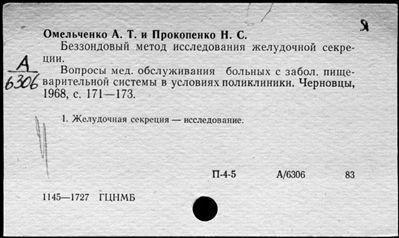 Я
Омельченко А. Т. и Прокопенко Н. С.
Беззондовый метод исследования желудочной секре-
ции.
А
6306
Вопросы мед. обслуживания больных с забол. пище-
варительной системы в условиях поликлиники. Черновцы,
1968, с. 171—173.
1. Желудочная секреция — исследование.
П-4-5 А/6306 83
1145—1727 ГЦНМБ